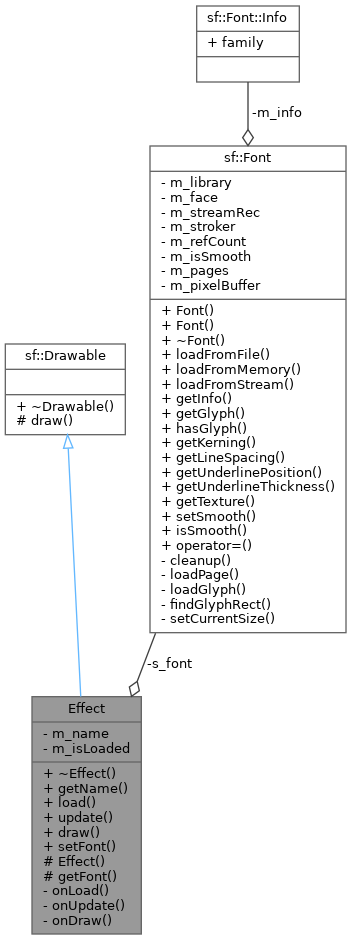 sf::Font::Info
+ family
-m_info
sf::Font
- m_library
- m_face
- m_streamRec
- m_stroker
- m_refCount
- m_isSmooth
- m_pages
- m_pixelBuffer
+ Font()
+ Font()
+ ~Font()
+ loadFromFile()
+ loadFromMemory()
+ loadFromStream()
+ getInfo()
+ getGlyph()
+ hasGlyph()
+ getKerning()
+ getLineSpacing()
+ getUnderlinePosition()
+ getUnderlineThickness()
+ getTexture()
+ setSmooth()
+ isSmooth()
+ operator=()
- cleanup()
- loadPage()
- loadGlyph()
- findGlyphRect()
- setCurrentSize()
sf::Drawable
+ ~Drawable()
# draw()
-s_font
Effect
- m_name
- m_isLoaded
+ ~Effect()
+ getName()
+ load()
+ update()
+ draw()
+ setFont()
# Effect()
# getFont()
- onLoad()
- onUpdate()
- onDraw()